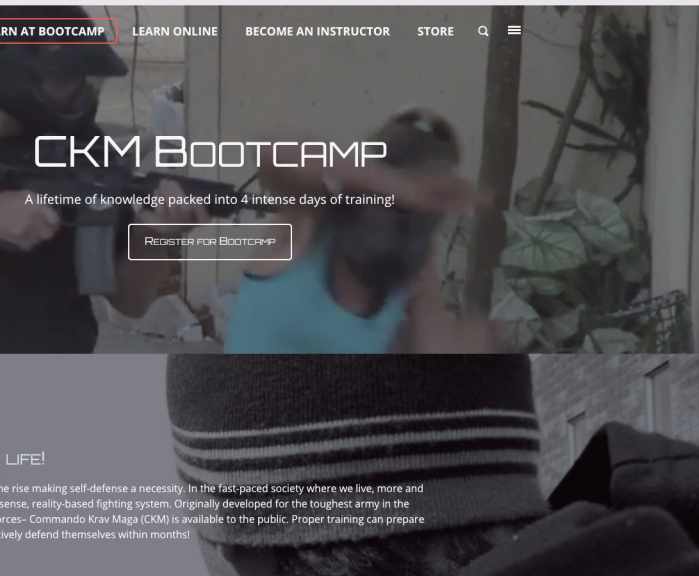 RN AT BOOTCAMP LEARN ONLINE BECOME AN INSTRUCTOR STORE
CKM Bootcamp
A lifetime of knowledge packed into 4 intense days of training!
Register for Bootcamp
LIFE!
he rise making self-defense a necessity. In the fast-paced society where we live, more and
sense, reality-based fighting system. Originally developed for the toughest army in the
orces– Commando Krav Maga (CKM) is available to the public. Proper training can prepare
tively defend themselves within months!